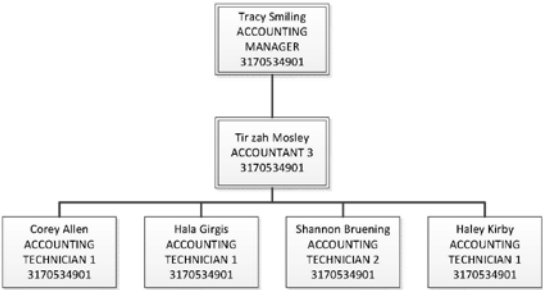 Tracy Smiling
ACCOUNTING
MANAGER
3170534901
Tir zah Mosley
ACCOUNTANT 3
3170534901
Corey Allen
ACCOUNTING
TECHNICIAN 1
3170534901
Hala Girgis
ACCOUNTING
TECHNICIAN 1
3170534901
Shannon Bruening
ACCOUNTING
TECHNICIAN 2
3170534901
Haley Kirby
ACCOUNTING
TECHNICIAN 1
3170534901